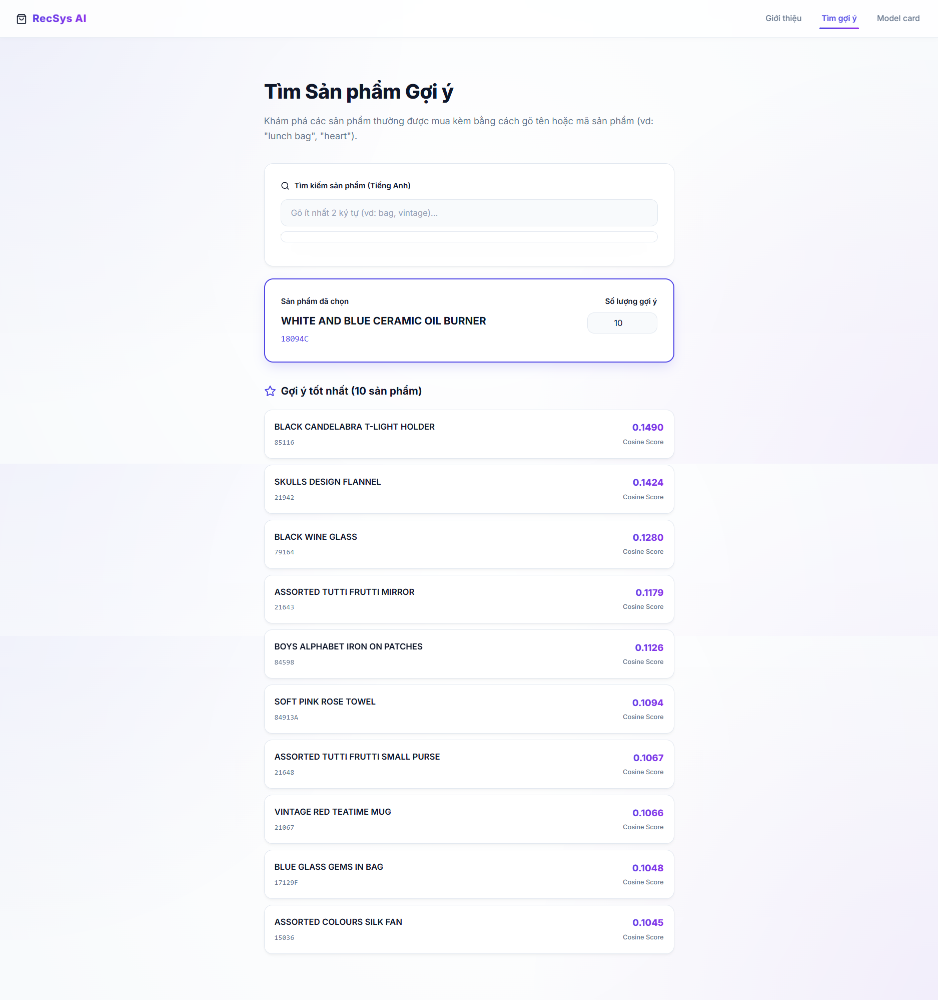 RecSys AI
Giới thiệu
Tìm gợi ý
Model card
Tìm Sản phẩm Gợi ý
Khám phá các sản phẩm thường được mua kèm bằng cách gõ tên hoặc mã sản phẩm (vd:
"lunch bag", "heart").
Tìm kiếm sản phẩm (Tiếng Anh)
Gõ ít nhất 2 ký tự (vd: bag, vintage)...
Sản phẩm đã chọn
Số lượng gợi ý
WHITE AND BLUE CERAMIC OIL BURNER
10
18094C
Gợi ý tốt nhất (10 sản phẩm)
BLACK CANDELABRA T-LIGHT HOLDER
0.1490
85116
Cosine Score
SKULLS DESIGN FLANNEL
0.1424
21942
Cosine Score
BLACK WINE GLASS
0.1280
79164
Cosine Score
ASSORTED TUTTI FRUTTI MIRROR
0.1179
21643
Cosine Score
BOYS ALPHABET IRON ON PATCHES
0.1126
84598
Cosine Score
SOFT PINK ROSE TOWEL
0.1094
84913A
Cosine Score
ASSORTED TUTTI FRUTTI SMALL PURSE
0.1067
21648
Cosine Score
VINTAGE RED TEATIME MUG
0.1066
21067
Cosine Score
BLUE GLASS GEMS IN BAG
0.1048
17129F
Cosine Score
ASSORTED COLOURS SILK FAN
0.1045
15036
Cosine Score